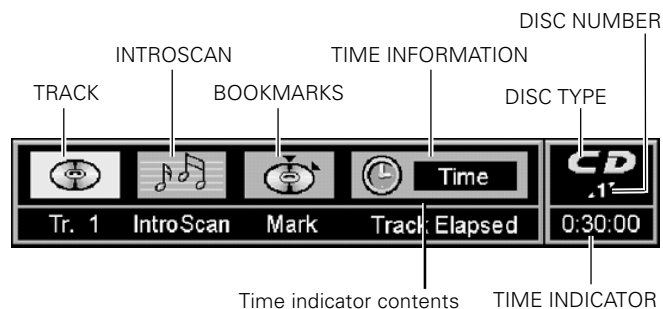 DISC NUMBER
INTROSCAN
TIME INFORMATION
TRACK
BOOKMARKS
DISC TYPE
CD
Time
1
Tr. 1
IntroScan
Mark
Track Elapsed
0:30:00
Time indicator contents
TIME INDICATOR